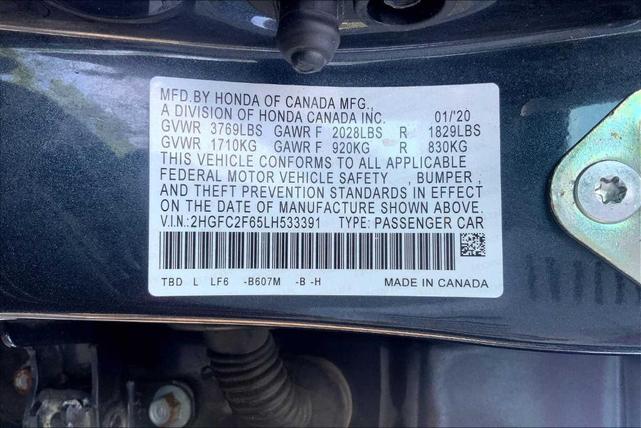 MFD.BY HONDA OF CANADA MFG.,
A DIVISION OF HONDA CANADA INC. 01/'20
GVWR 3769LBS GAWR F 2028LBS R 1829LBS
GVWR 1710KG GAWR F 920KG R 830KG
THIS VEHICLE CONFORMS TO ALL APPLICABLE
FEDERAL MOTOR VEHICLE SAFETY , BUMPER ,
AND THEFT PREVENTION STANDARDS IN EFFECT
ON THE DATE OF MANUFACTURE SHOWN ABOVE.
V.I.N.:2HGFC2F65LH533391 TYPE: PASSENGER CAR
TBD L LF6 -B607M -B -H MADE IN CANADA